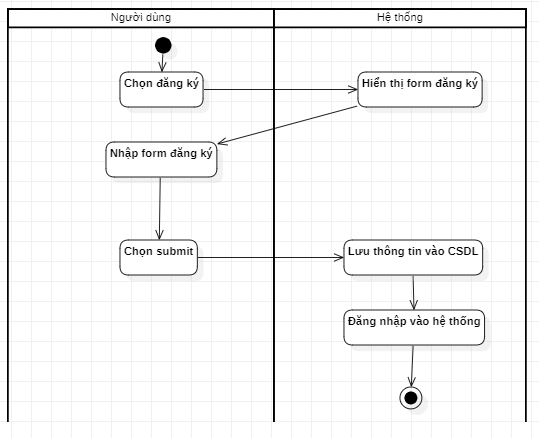 Người dùng
Hệ thống
Chọn đăng ký
Hiển thị form đăng ký
Nhập form đăng ký
Chọn submit
Lưu thông tin vào CSDL
Đăng nhập vào hệ thống